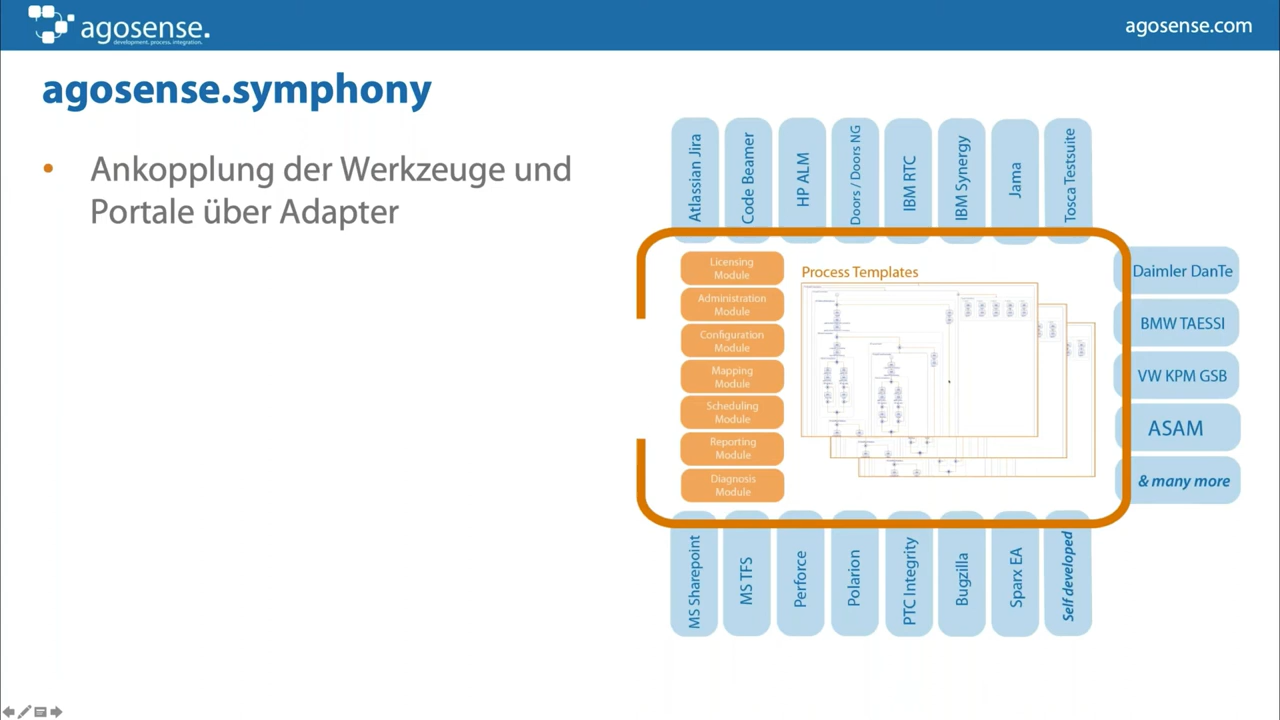 agosense.
development. process. integration.
agosense.com
agosense.symphony
• Ankopplung der Werkzeuge und
Portale über Adapter
Atlassian Jira
Code Beamer
HP ALM
Doors / Doors NG
IBM RTC
IBM Synergy
Jama
Tosca Testsuite
Licensing
Module
Administration
Module
Configuration
Module
Mapping
Module
Scheduling
Module
Reporting
Module
Diagnosis
Module
Process Templates
Daimler DanTe
BMW TAESSI
VW KPM GSB
ASAM
& many more
MS Sharepoint
MS TFS
Perforce
Polarion
PTC Integrity
Bugzilla
Sparx EA
Self developed